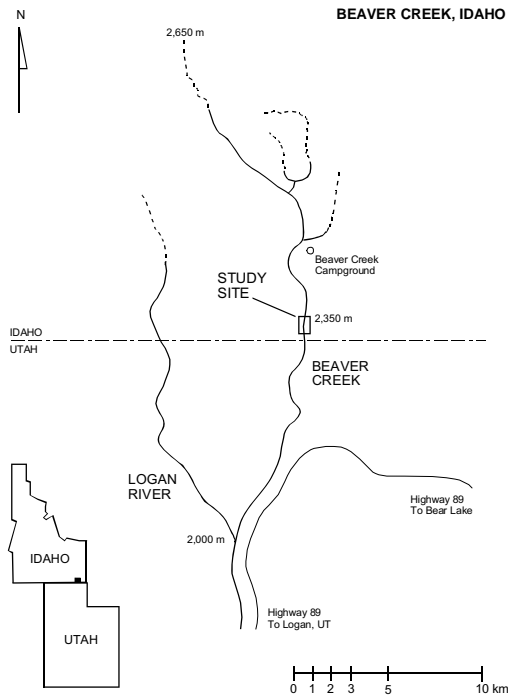 BEAVER CREEK, IDAHO
N
2,650 m
Beaver Creek
Campground
STUDY
SITE
2,350 m
IDAHO
UTAH
BEAVER
CREEK
LOGAN
RIVER
Highway 89
To Bear Lake
2,000 m
IDAHO
UTAH
Highway 89
To Logan, UT
0 1 2 3 5 10 km